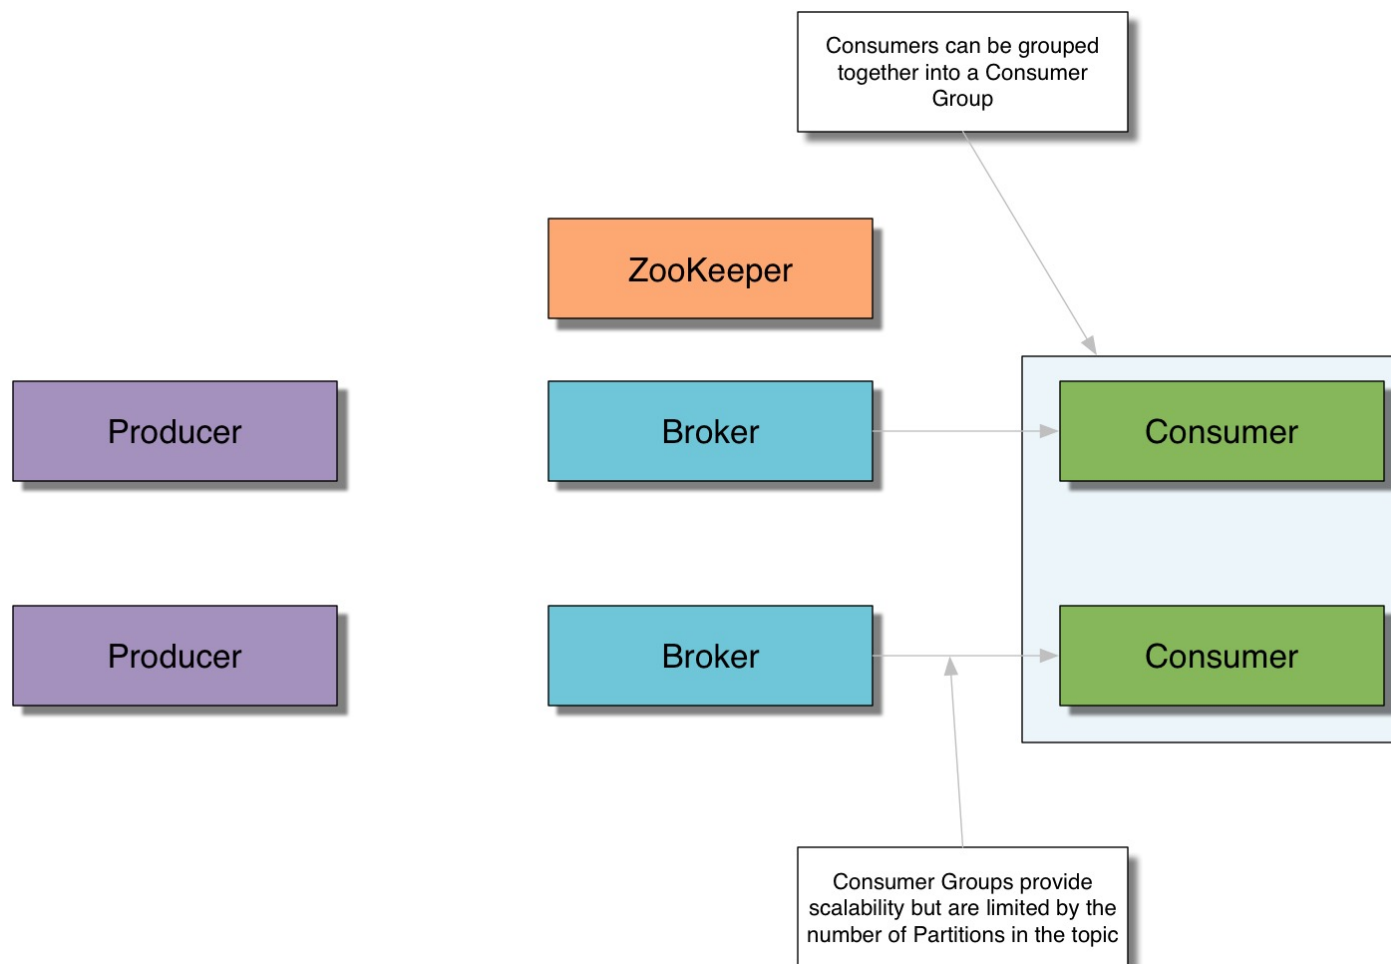 Consumers can be grouped
together into a Consumer
Group
ZooKeeper
Producer
Broker
Consumer
Producer
Broker
Consumer
Consumer Groups provide
scalability but are limited by the
number of Partitions in the topic